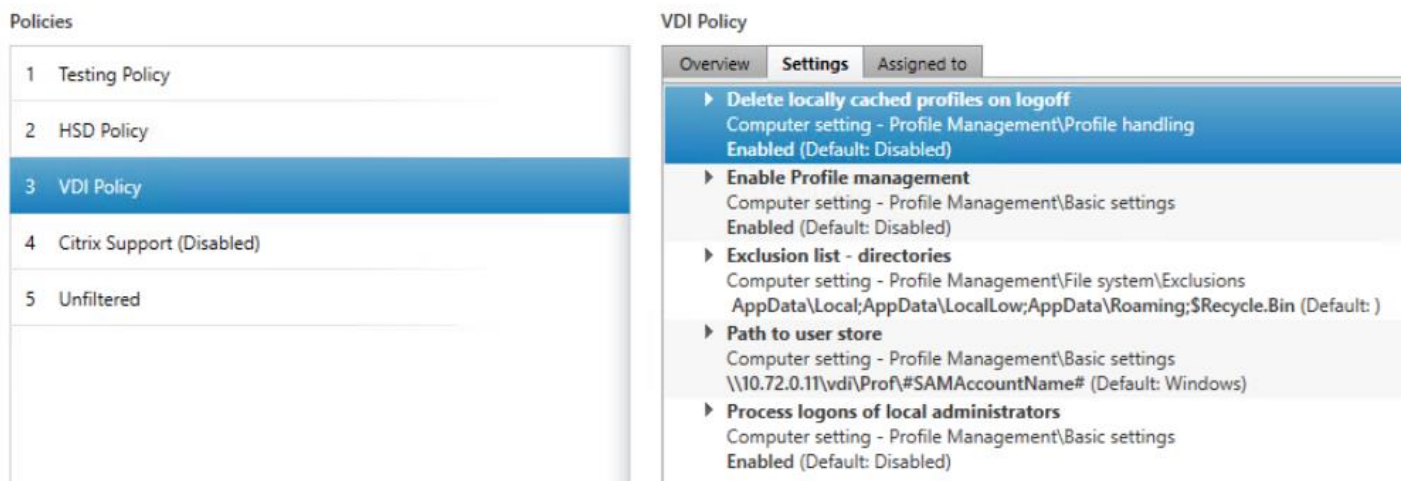 Policies
1 Testing Policy
2 HSD Policy
3 VDI Policy
4 Citrix Support (Disabled)
5 Unfiltered
VDI Policy
Overview Settings Assigned to
Delete locally cached profiles on logoff
Computer setting - Profile Management\Profile handling
Enabled (Default: Disabled)
Enable Profile management
Computer setting - Profile Management\Basic settings
Enabled (Default: Disabled)
Exclusion list - directories
Computer setting - Profile Management\File system\Exclusions
AppData\Local;AppData\LocalLow;AppData\Roaming;$Recycle.Bin (Default: )
Path to user store
Computer setting - Profile Management\Basic settings
\\10.72.0.11\vdi\Prof\#SAMAccountName# (Default: Windows)
Process logons of local administrators
Computer setting - Profile Management\Basic settings
Enabled (Default: Disabled)